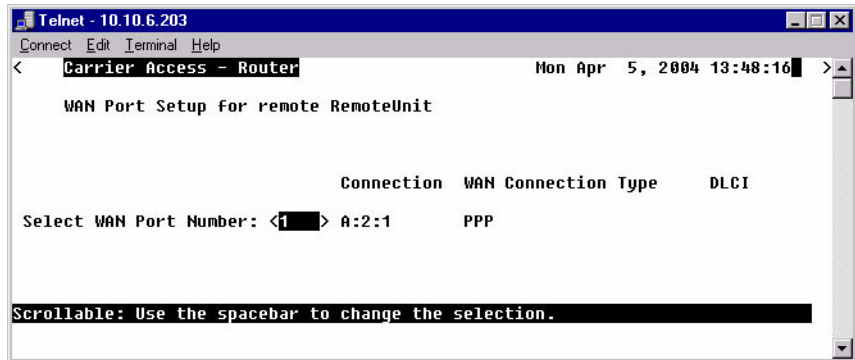 Telnet - 10.10.6.203
Connect Edit Terminal Help
< Carrier Access - Router Mon Apr 5, 2004 13:48:16 >
WAN Port Setup for remote RemoteUnit
Connection WAN Connection Type DLCI
Select WAN Port Number: <1 > A:2:1 PPP
Scrollable: Use the spacebar to change the selection.